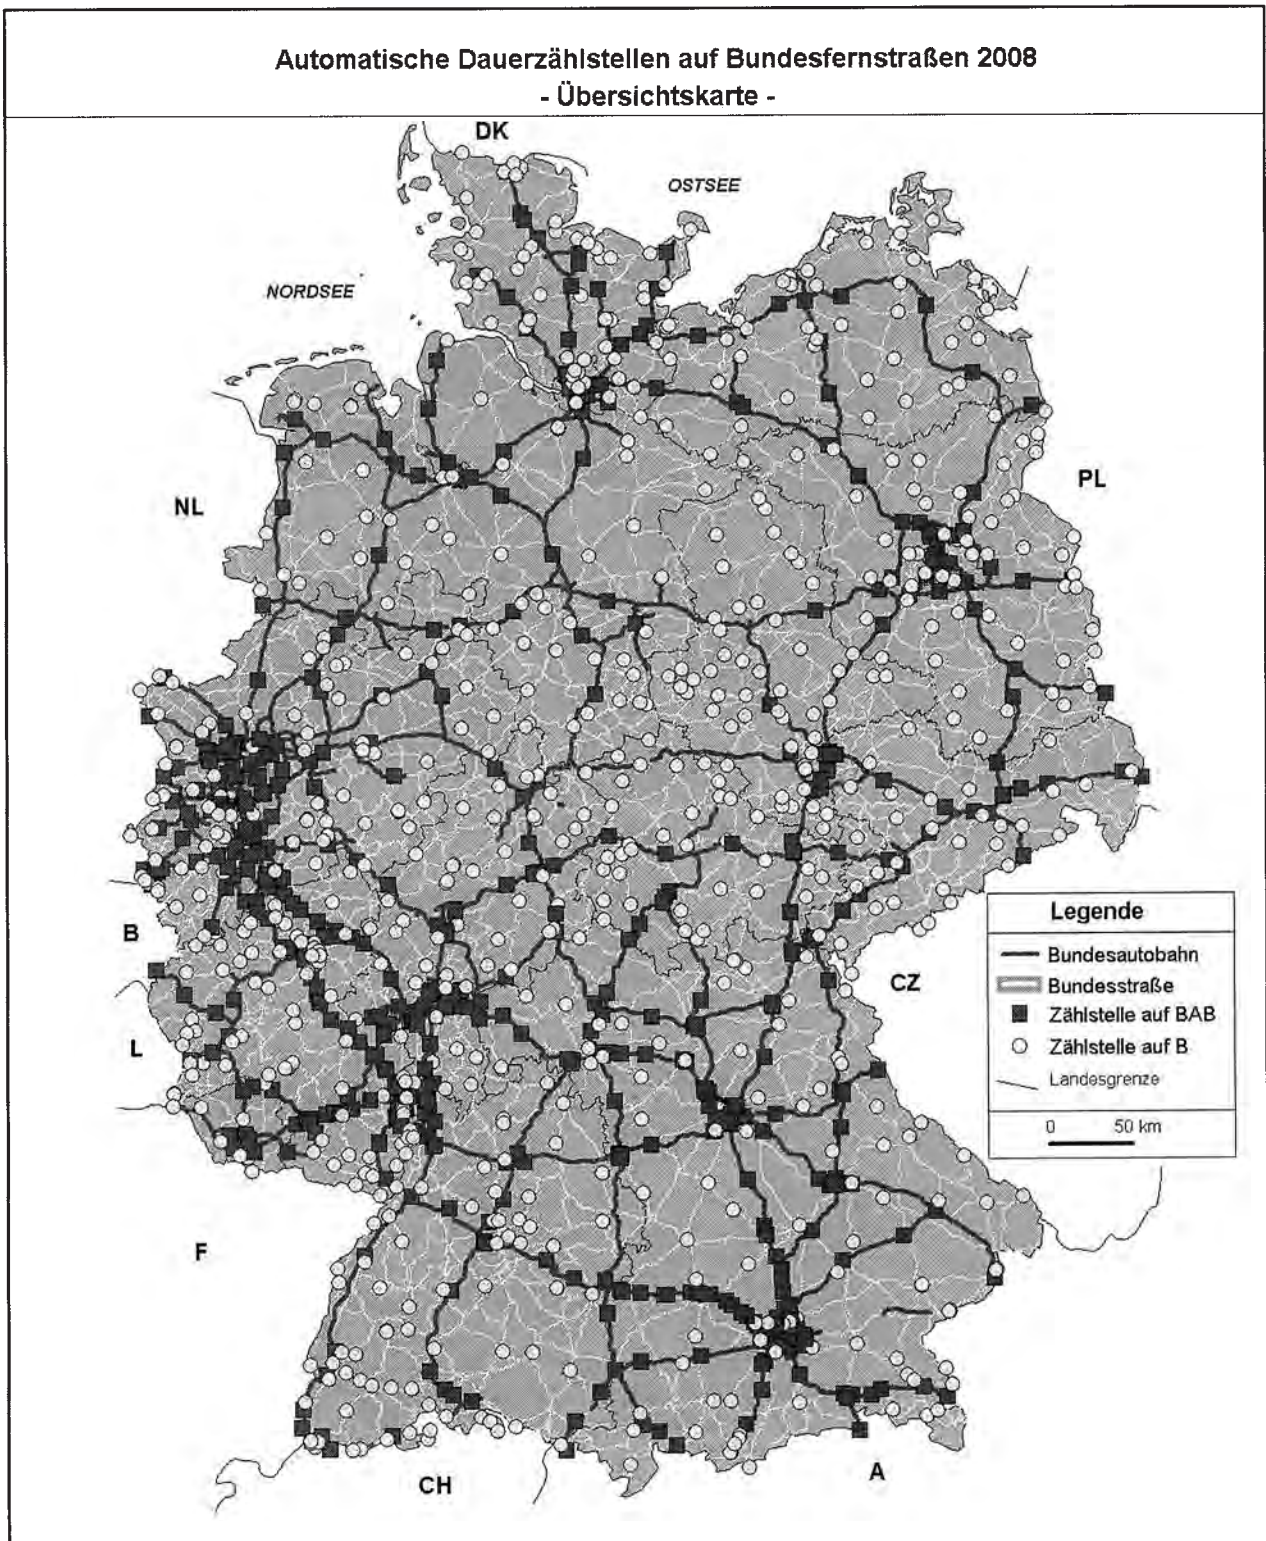 Automatische Dauerzählstellen auf Bundesfernstraßen 2008
- Übersichtskarte -
DK
OSTSEE
NORDSEE
NL
PL
B
L
CZ
F
CH
A
Legende
Bundesautobahn
Bundesstraße
Zählstelle auf BAB
Zählstelle auf B
Landesgrenze
0 50 km